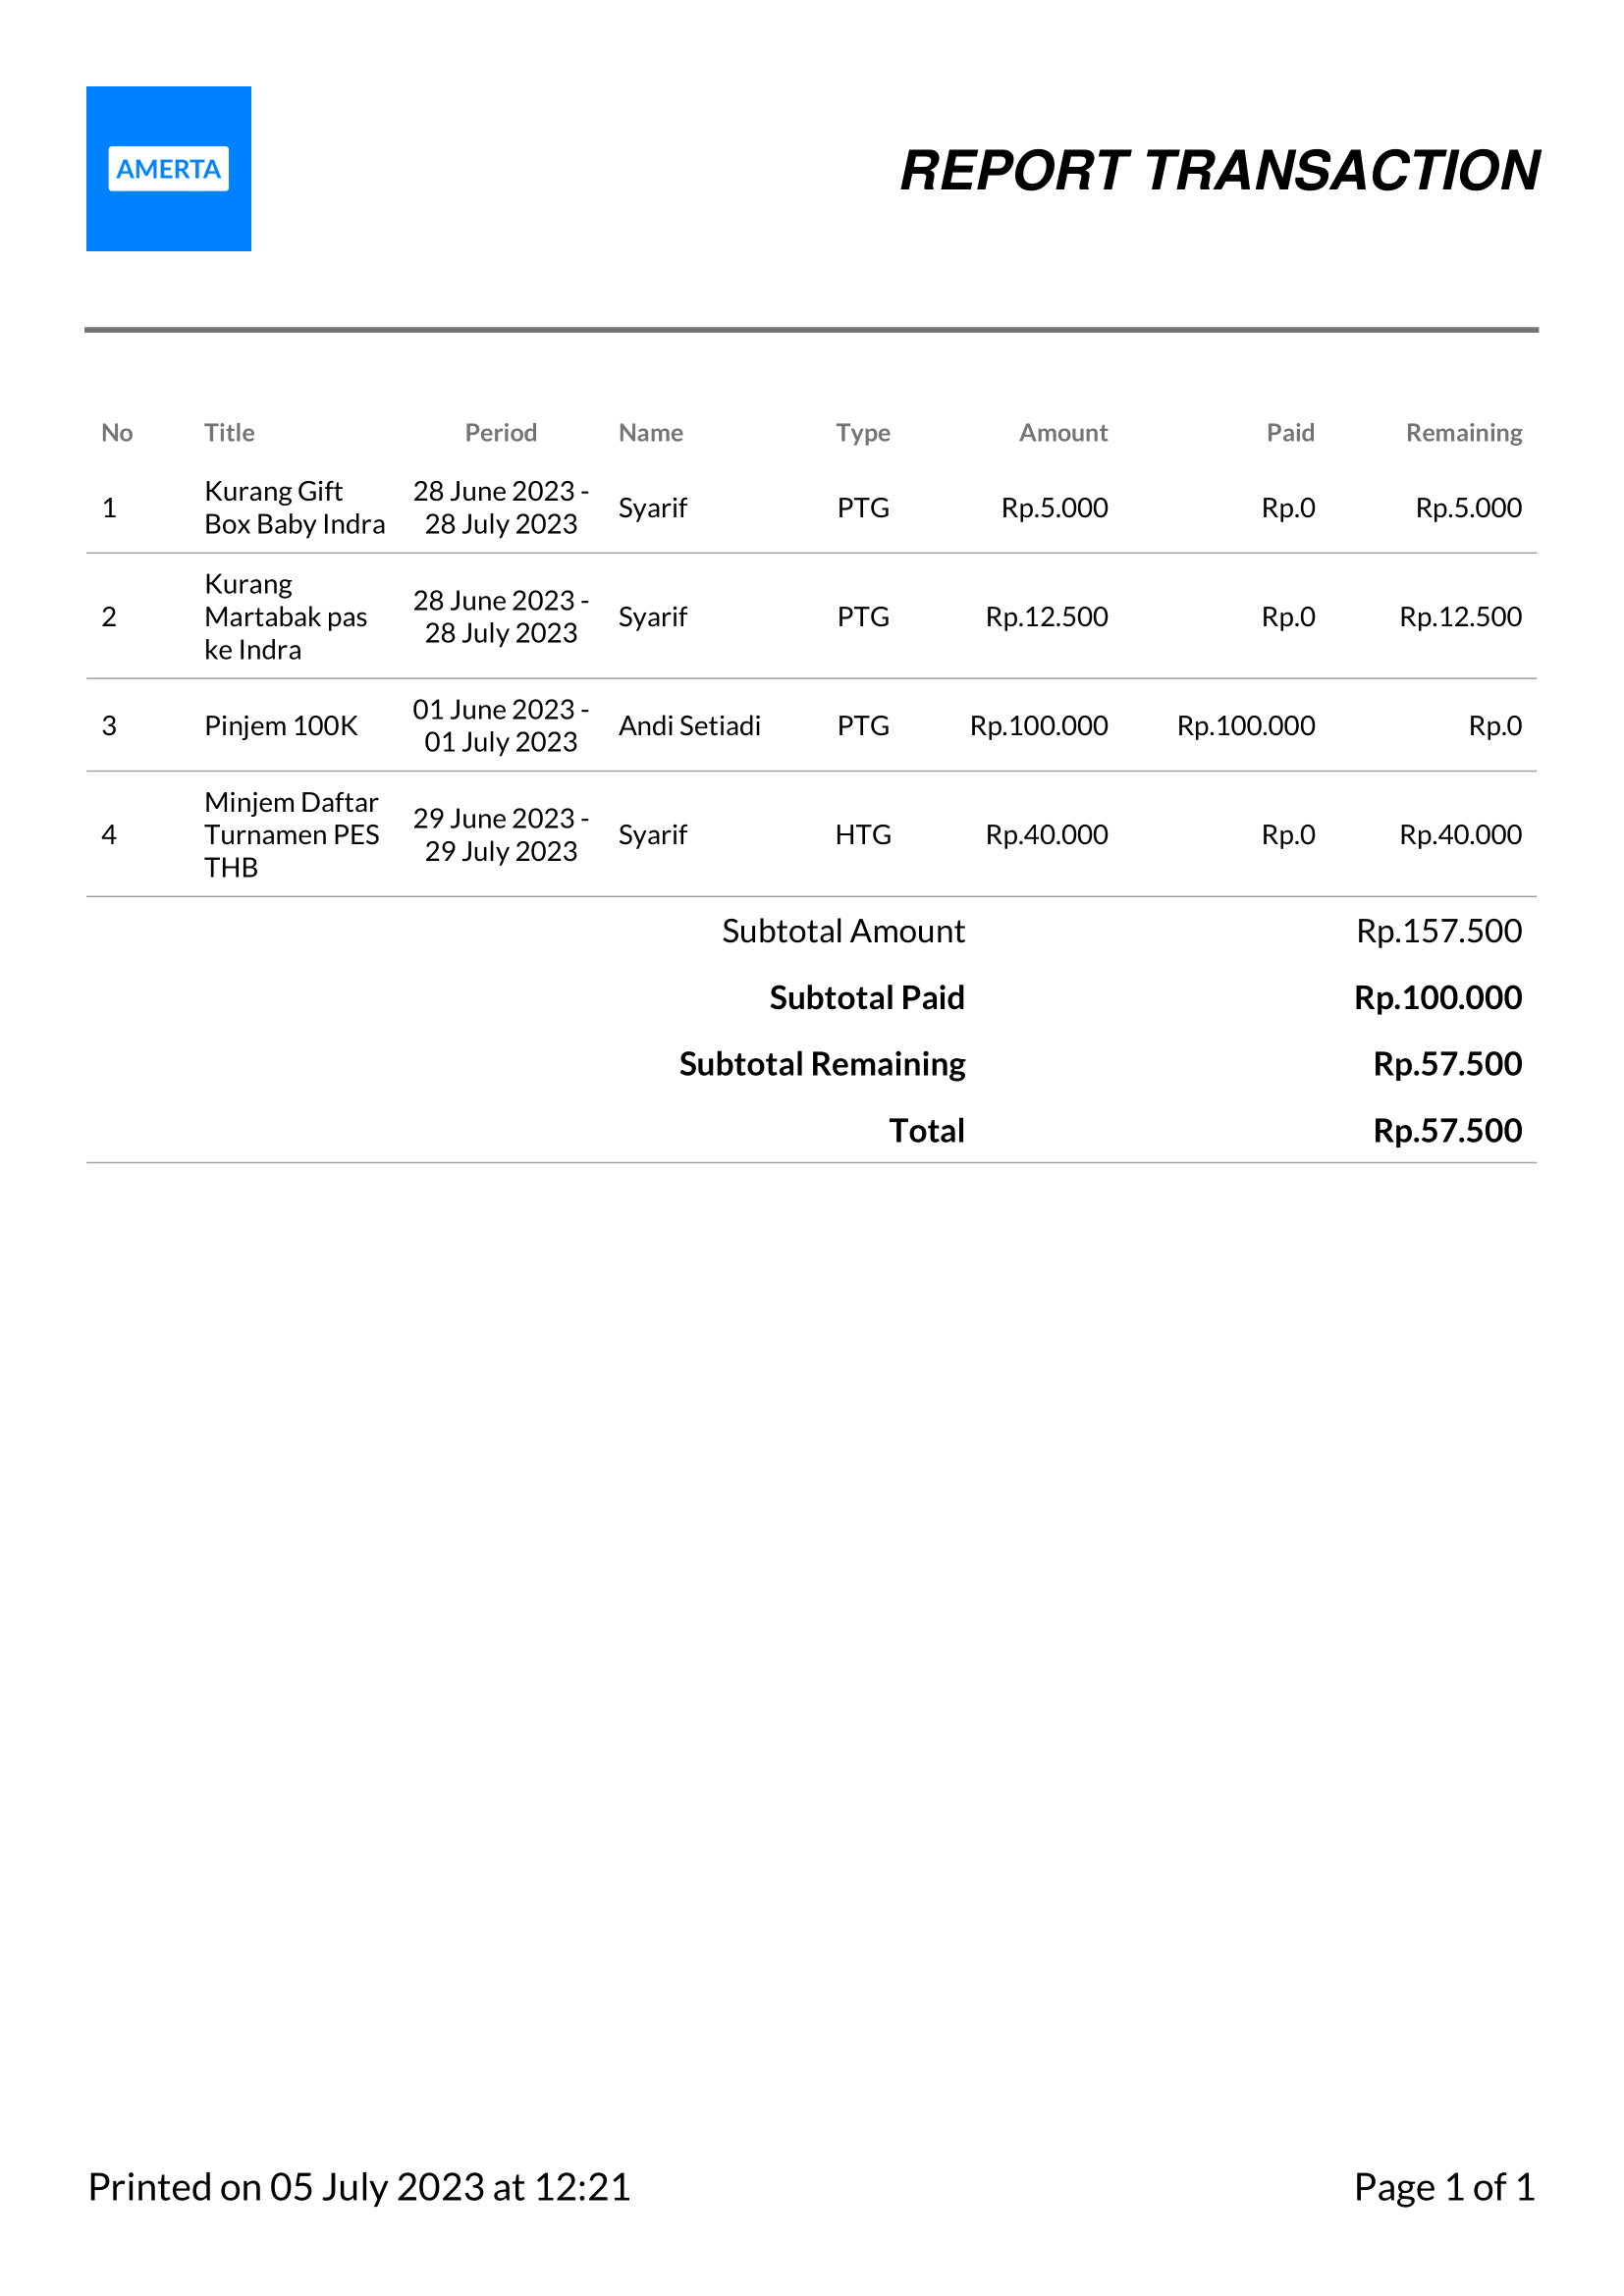 AMERTA
REPORT TRANSACTION
No Title Period Name Type Amount Paid Remaining
1 Kurang Gift Box Baby Indra 28 June 2023 - 28 July 2023 Syarif PTG Rp.5.000 Rp.0 Rp.5.000
2 Kurang Martabak pas ke Indra 28 June 2023 - 28 July 2023 Syarif PTG Rp.12.500 Rp.0 Rp.12.500
3 Pinjem 100K 01 June 2023 - 01 July 2023 Andi Setiadi PTG Rp.100.000 Rp.100.000 Rp.0
4 Minjem Daftar Turnamen PES THB 29 June 2023 - 29 July 2023 Syarif HTG Rp.40.000 Rp.0 Rp.40.000
Subtotal Amount Rp.157.500
Subtotal Paid Rp.100.000
Subtotal Remaining Rp.57.500
Total Rp.57.500
Printed on 05 July 2023 at 12:21 Page 1 of 1